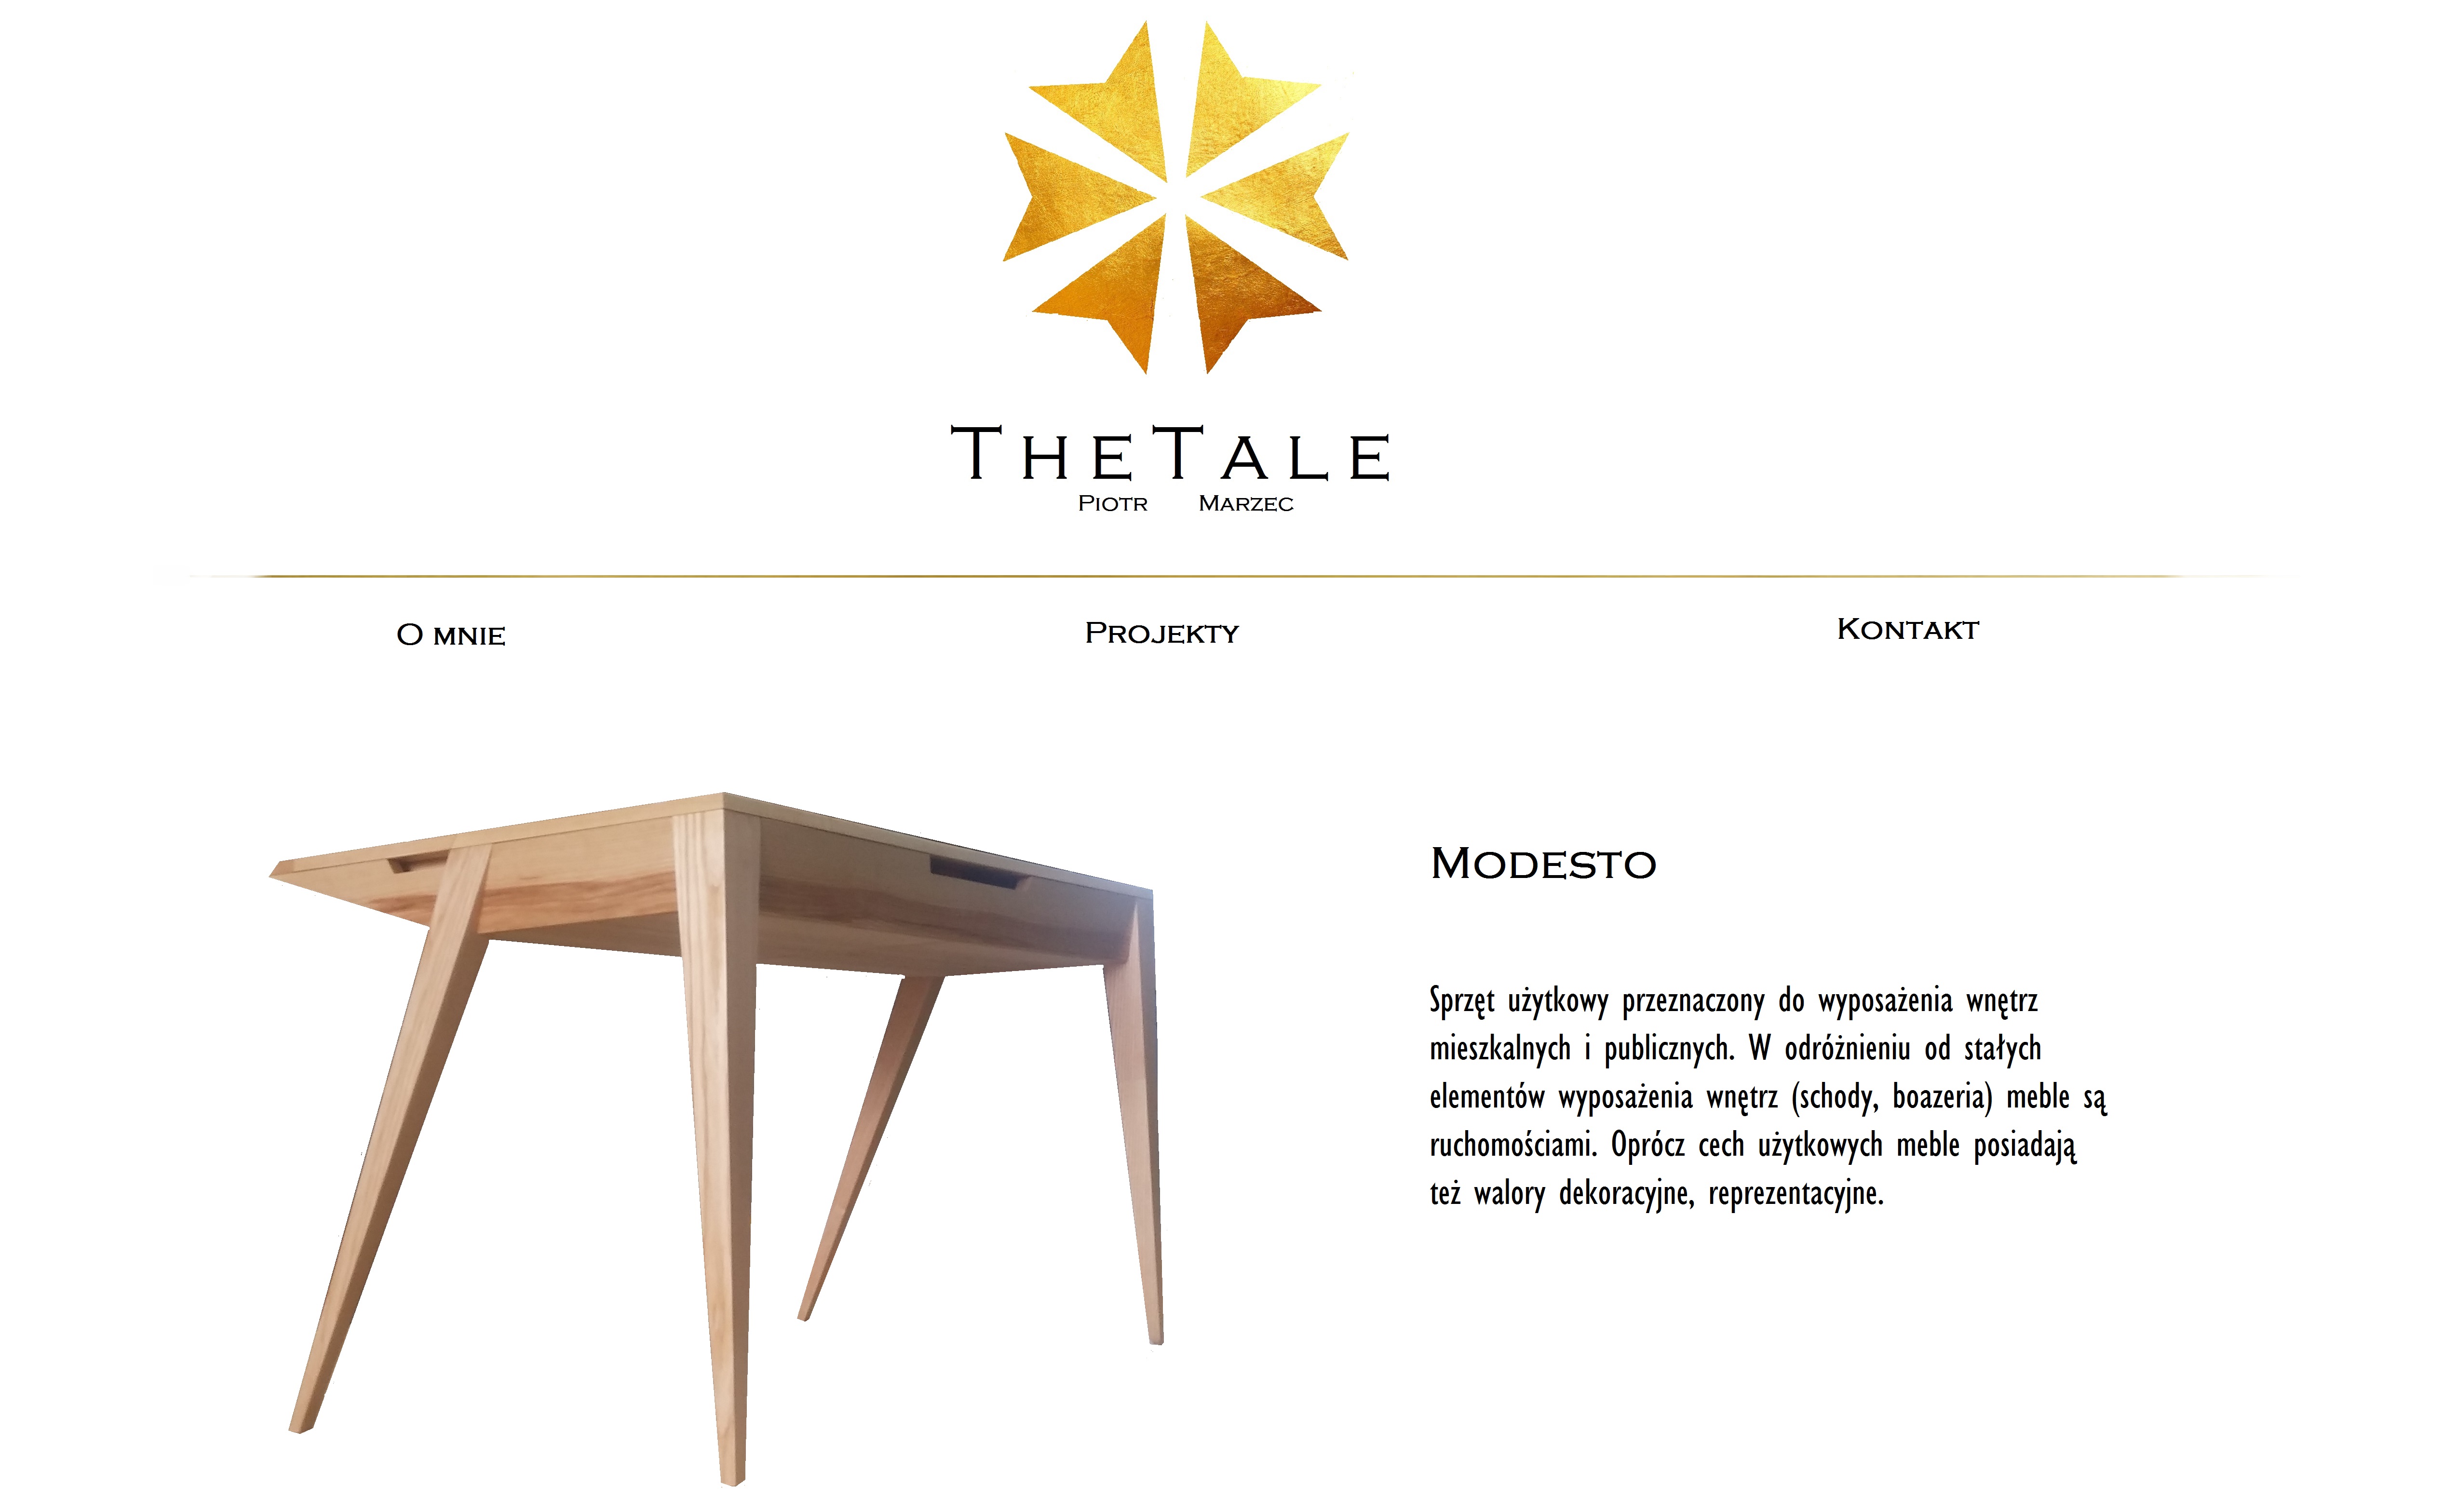 TheTale
Piotr Marzec
O mnie
Projekty
Kontakt
Modesto
Sprzęt użytkowy przeznaczony do wyposażenia wnętrz
mieszkalnych i publicznych. W odróżnieniu od stałych
elementów wyposażenia wnętrz (schody, boazeria) meble są
ruchomościami. Oprócz cech użytkowych meble posiadają
też walory dekoracyjne, reprezentacyjne.